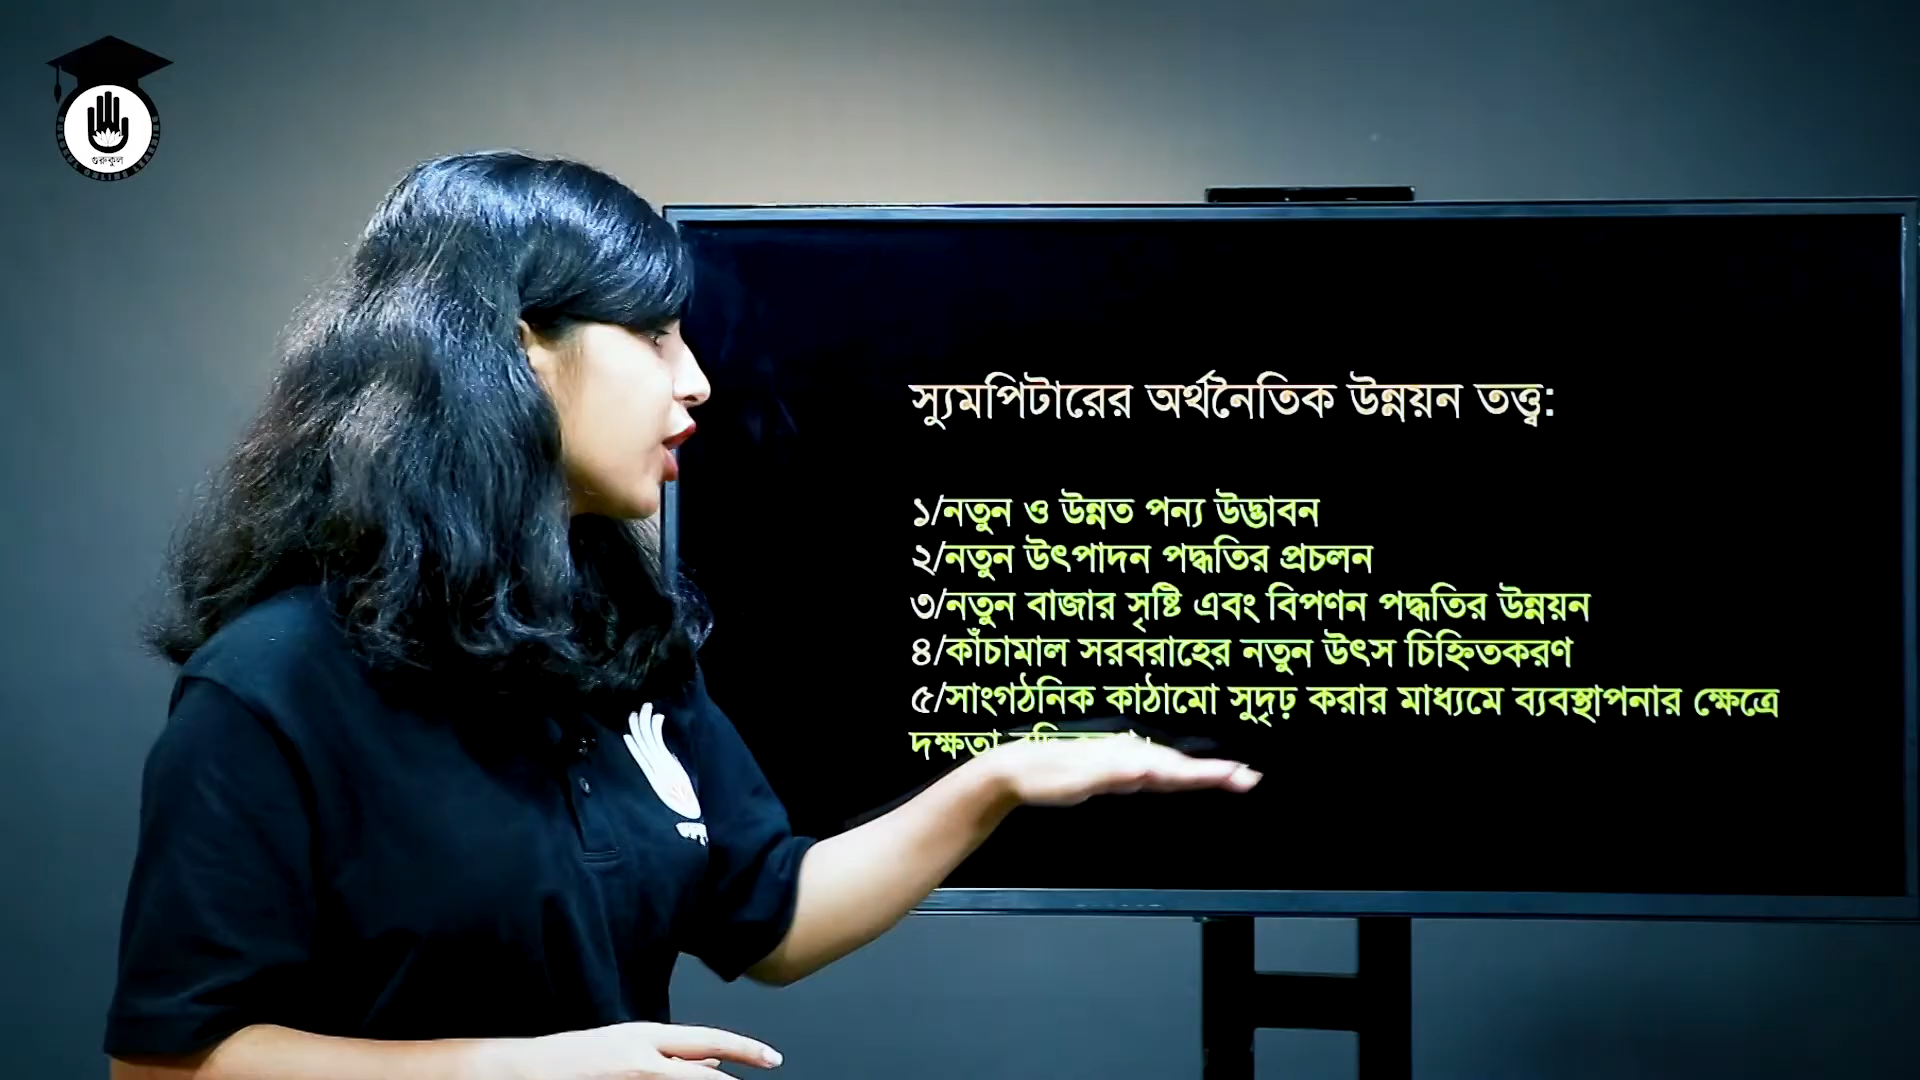 গুরুকুল
স্যুমপিটারের অর্থনৈতিক উন্নয়ন তত্ত্ব:
১/নতুন ও উন্নত পন্য উদ্ভাবন
২/নতুন উৎপাদন পদ্ধতির প্রচলন
৩/নতুন বাজার সৃষ্টি এবং বিপণন পদ্ধতির উন্নয়ন
৪/কাঁচামাল সরবরাহের নতুন উৎস চিহ্নিতকরণ
৫/সাংগঠনিক কাঠামো সুদৃঢ় করার মাধ্যমে ব্যবস্থাপনার ক্ষেত্রে
দক্ষতা